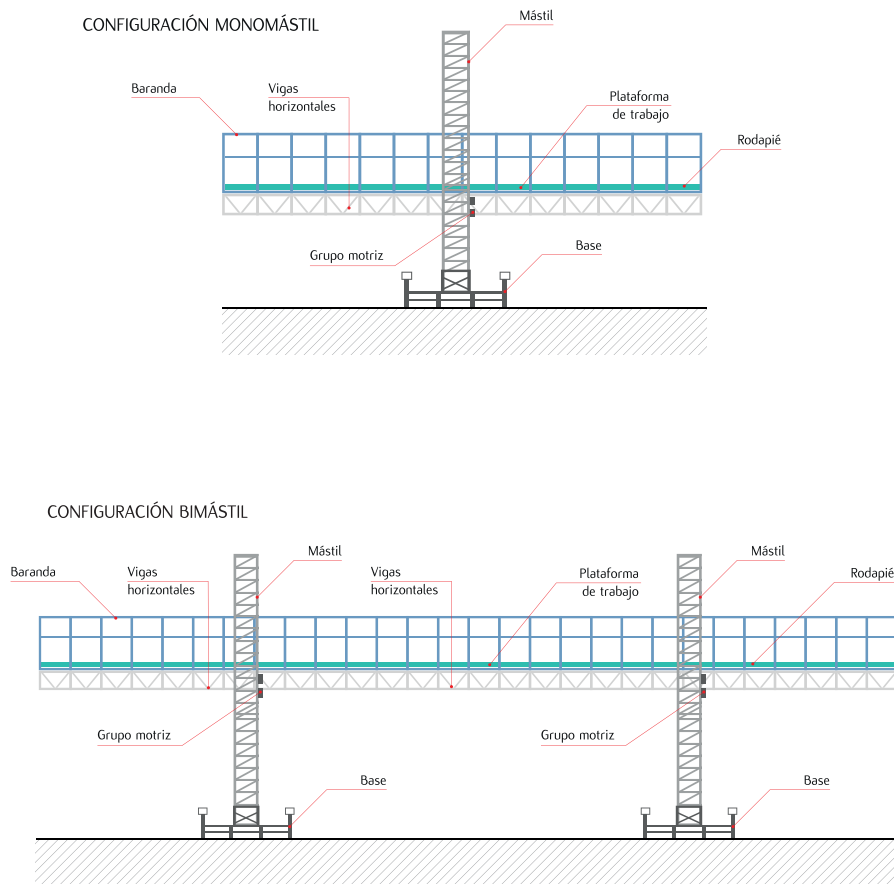 CONFIGURACIÓN MONOMÁSTIL
Mástil
Baranda
Vigas
horizontales
Plataforma
de trabajo
Rodapié
Grupo motriz
Base
CONFIGURACIÓN BIMÁSTIL
Mástil
Mástil
Baranda
Vigas
horizontales
Vigas
horizontales
Plataforma
de trabajo
Rodapié
Grupo motriz
Grupo motriz
Base
Base